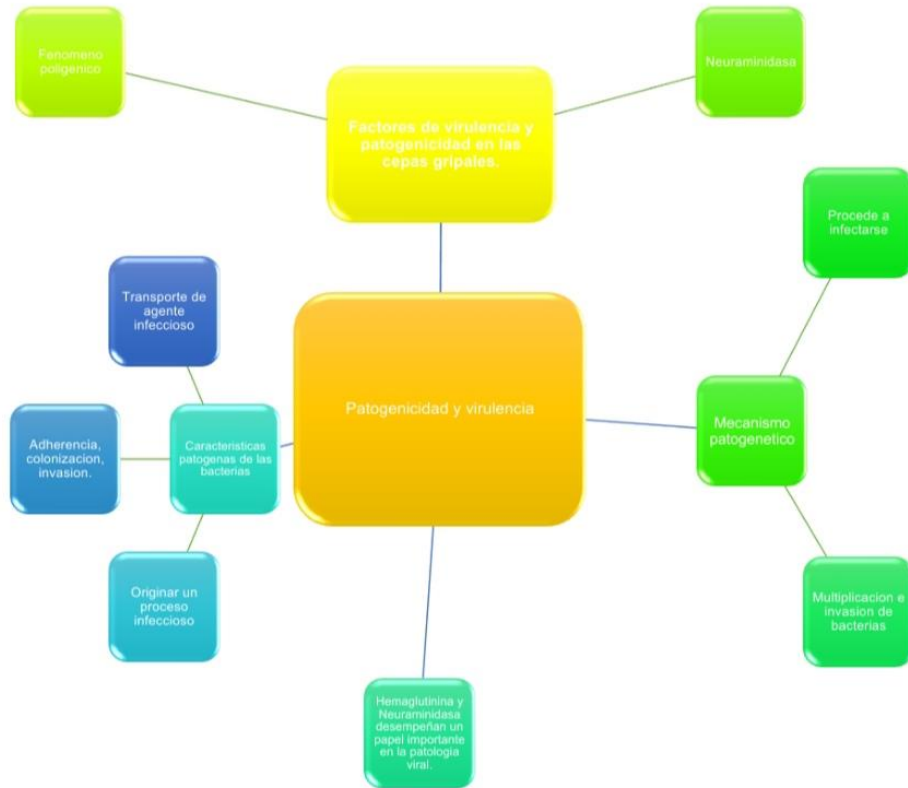 Fenomeno
poligenico
Factores de virulencia y
patogenicidad en las
cepas gripales.
Neuraminidasa
Procede a
infectarse
Transporte de
agente
infeccioso
Patogenicidad y virulencia
Mecanismo
patogenetico
Adherencia,
colonizacion,
invasion.
Caracteristicas
patogenas de las
bacterias
Originar un
proceso
infeccioso
Multiplicacion e
invasion de
bacterias
Hemaglutinina y
Neuraminidasa
desempeñan un
papel importante
en la patologia
viral.